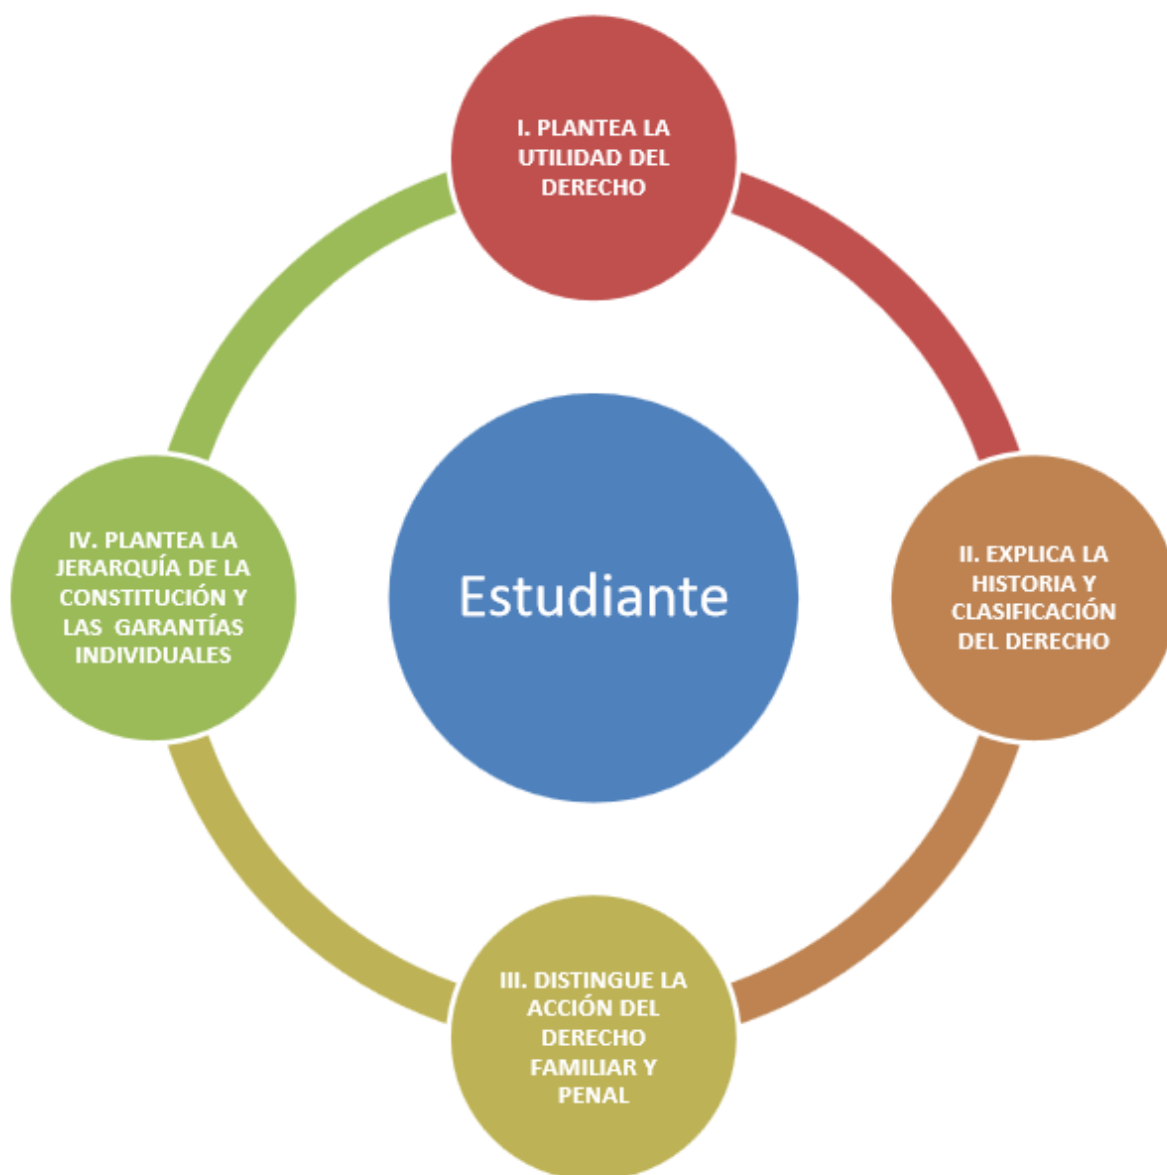 I. PLANTEA LA
UTILIDAD DEL
DERECHO
Estudiante
II. EXPLICA LA
HISTORIA Y
CLASIFICACIÓN
DEL DERECHO
III. DISTINGUE LA
ACCIÓN DEL
DERECHO
FAMILIAR Y
PENAL
IV. PLANTEA LA
JERARQUÍA DE LA
CONSTITUCIÓN Y
LAS  GARANTÍAS
INDIVIDUALES